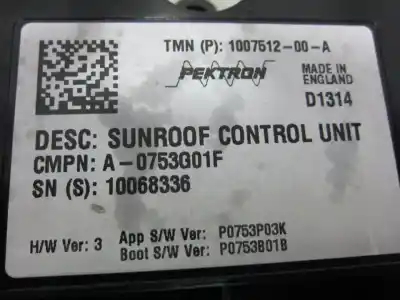 TMN (P): 1007512-00-A
PEKTRON
MADE IN
ENGLAND
D1314
DESC: SUNROOF CONTROL UNIT
CMPN: A-0753G01F
SN (S): 10068336
H/W Ver: 3 App S/W Ver: P0753P03K
Boot S/W Ver: P0753B01B